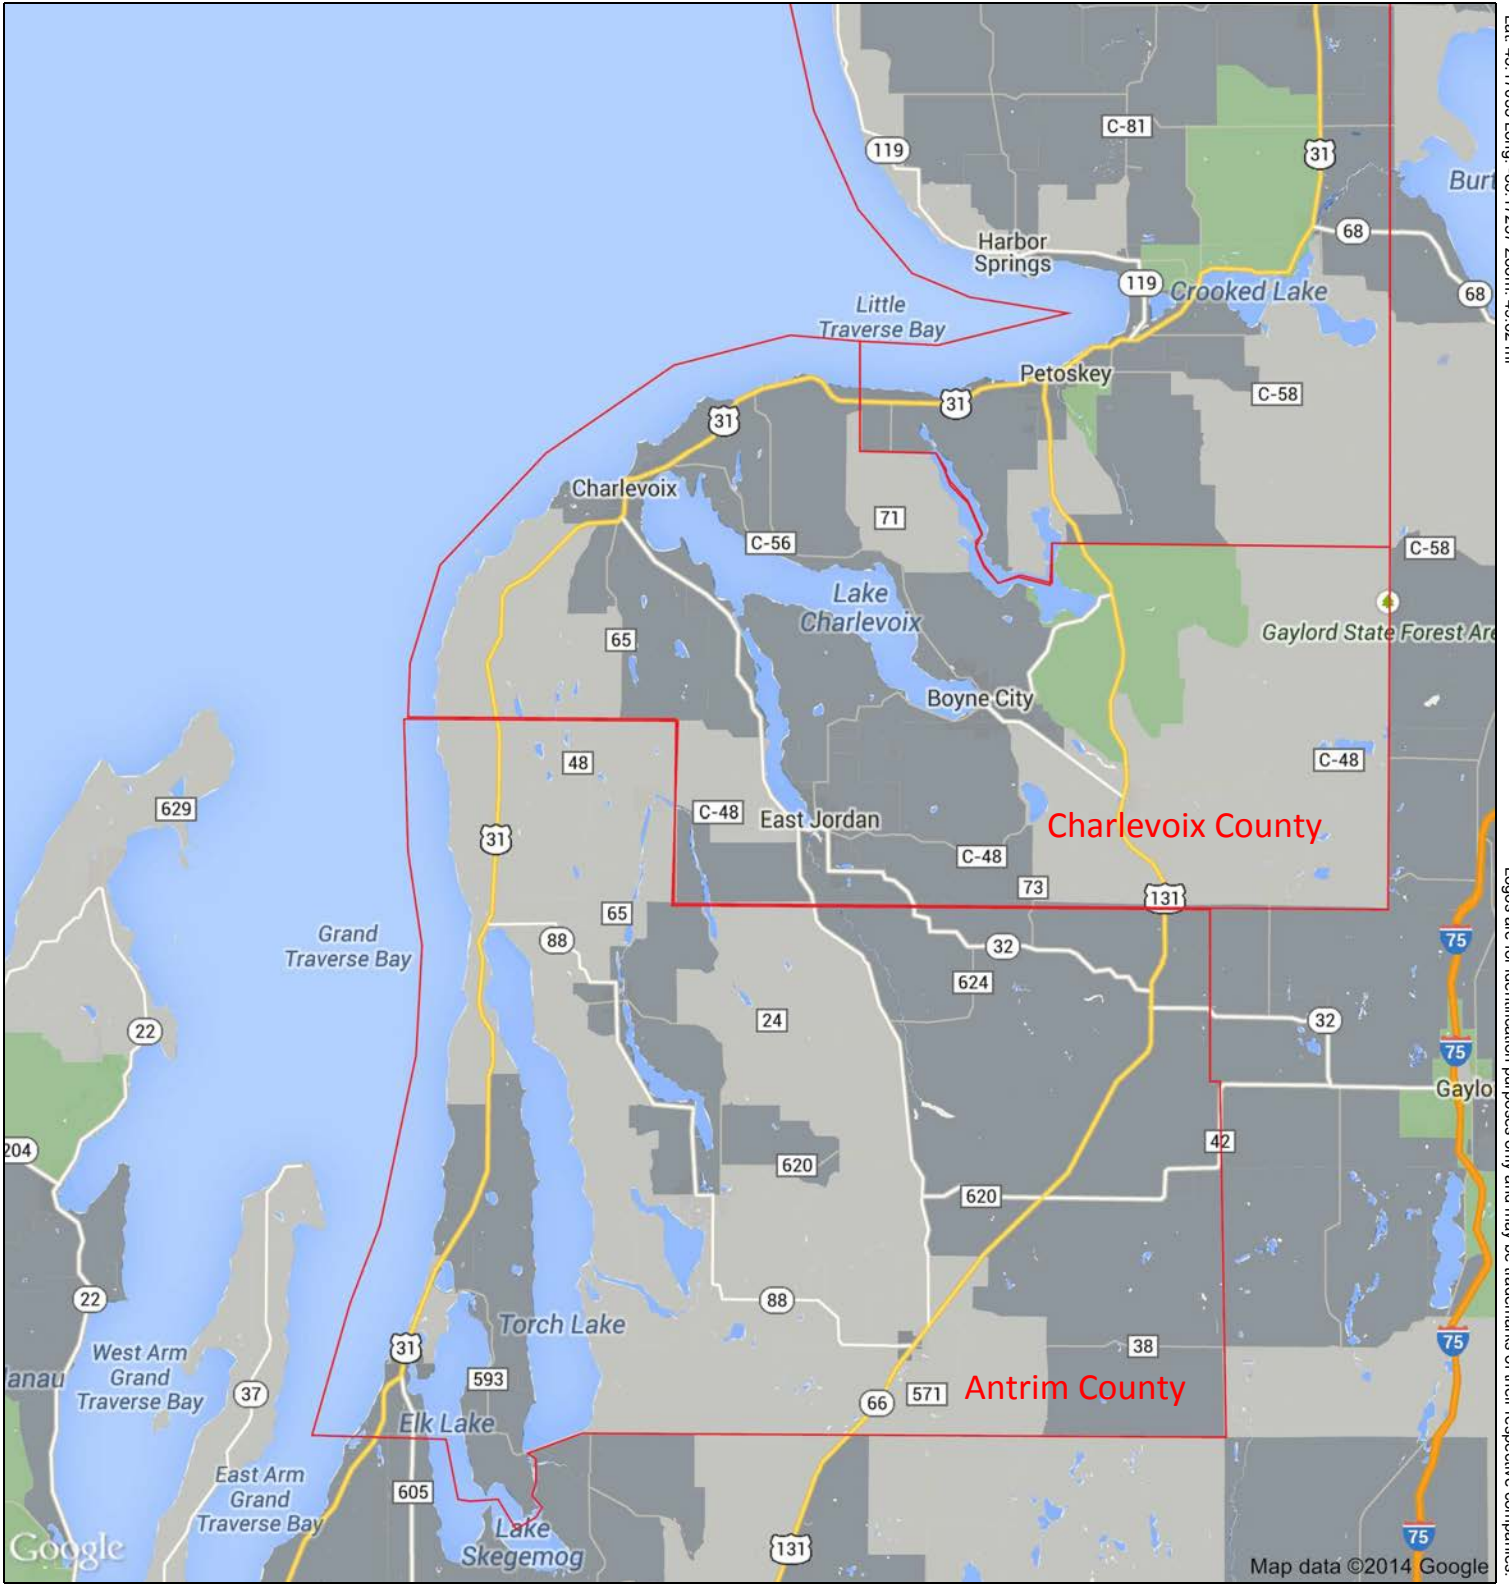 C-81
119
31
Burt
68
Harbor
Springs
119
Crooked Lake
68
Little
Traverse Bay
Petoskey
C-58
31
31
Charlevoix
71
C-56
C-58
Lake
Charlevoix
65
Gaylord State Forest Are
Boyne City
48
C-48
629
C-48
East Jordan
Charlevoix County
31
C-48
73
131
65
88
32
75
Grand
Traverse Bay
624
24
22
32
75
Gaylo
204
42
620
620
22
88
Torch Lake
31
38
75
West Arm
Grand
Traverse Bay
lanau
593
37
Antrim County
571
66
Elk Lake
East Arm
Grand
Traverse Bay
605
Lake
Skegemog
131
75
Google
Map data ©2014 Google